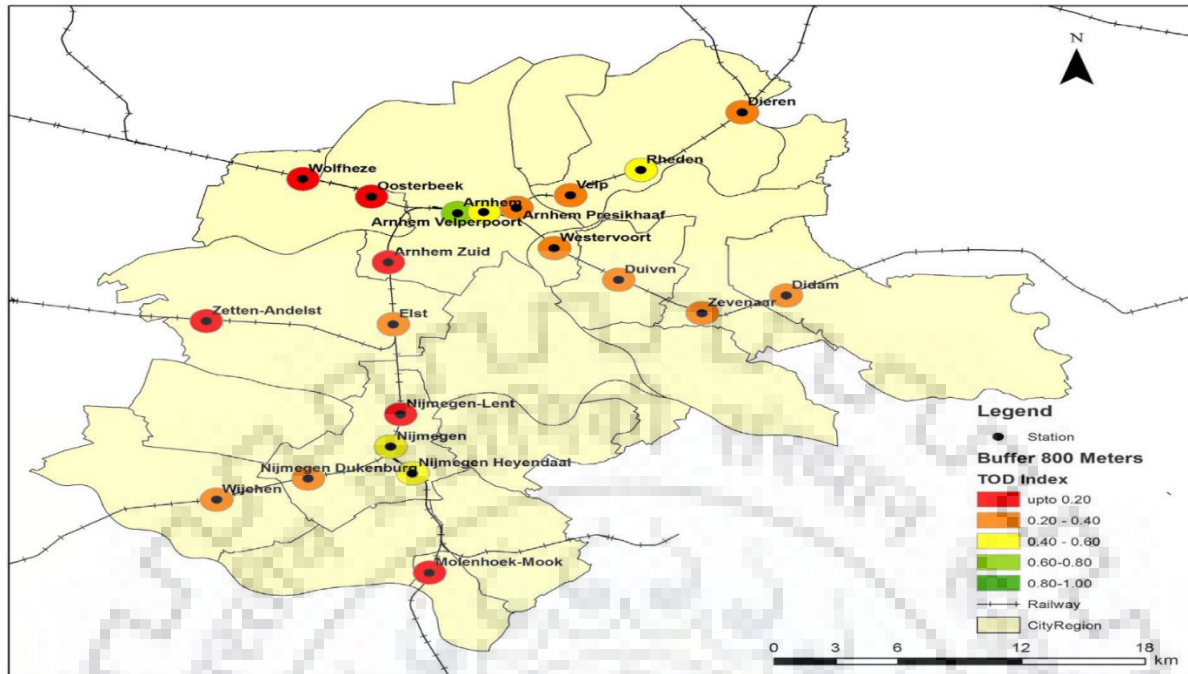 N
Dieren
Rheden
Wolfheze
Velp
Oosterbeek
Arnhem
Arnhem Presikhaaf
Arnhem Velperpoort
Westervoort
Arnhem Zuid
Duiven
Didam
Zevenaar
Zetten-Andelst
Elst
Nijmegen-Lent
Nijmegen
Nijmegen Dukenburg
Nijmegen Heyendaal
Wijchen
Molenhoek-Mook
Legend
Station
Buffer 800 Meters
TOD Index
upto 0.20
0.20 - 0.40
0.40 - 0.60
0.60-0.80
0.80-1.00
Railway
CityRegion
0 3 6 12 18 km